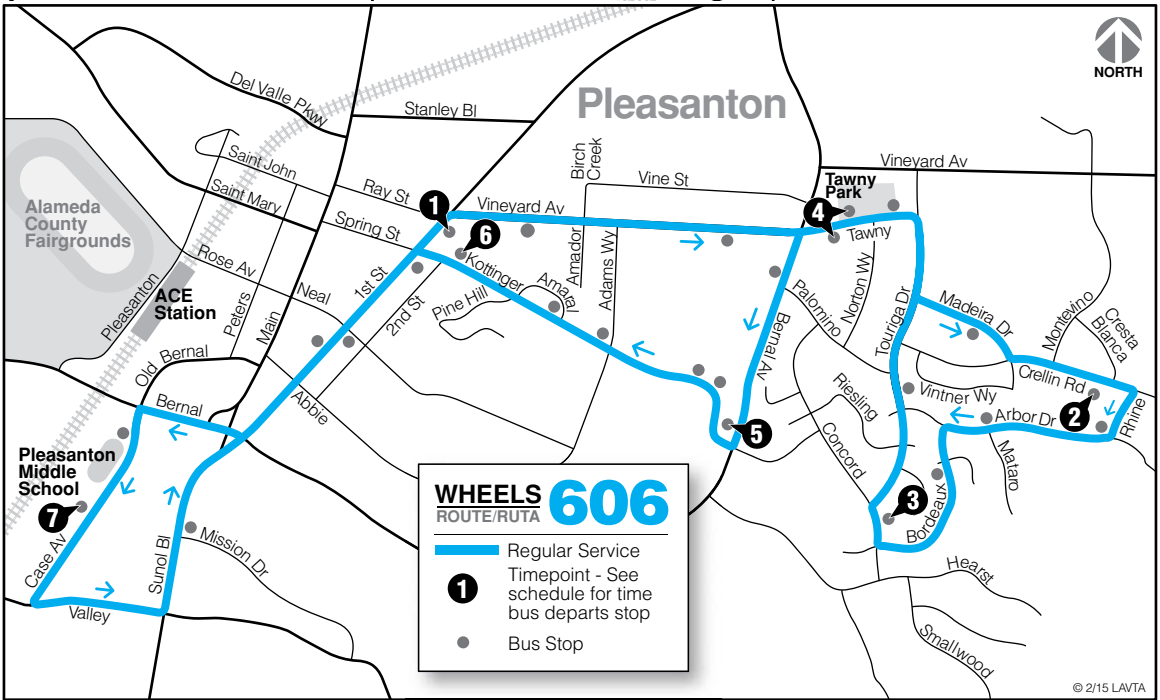 NORTH
Pleasanton
Del Valle Pkwy
Stanley Bl
Vineyard Av
Birch
Creek
Saint John
Vine St
Tawny
Park
Ray St
Saint Mary
Alameda
County
Fairgrounds
1
Vineyard Av
4
Spring St
6
Tawny
Kottinger
Rose Av
Amador
Adams Wy
Norton Wy
1st St
2nd St
Amaral
Pine Hill
Neal
Palomino
Touriga Dr
Madeira Dr
Montevino
Cresta
Blanca
ACE
Station
Pleasanton
Peters
Main
Bernal Av
Old Bernal
Riesling
Crellin Rd
Vintner Wy
Abbie
Bernal
Arbor Dr
2
Rhine
5
Concord
Mataro
Pleasanton
Middle
School
7
3
Bordeaux
WHEELS
ROUTE/RUTA
606
Regular Service
1
Timepoint - See
schedule for time
bus departs stop
Bus Stop
Case Av
Sunol Bl
Mission Dr
Valley
Hearst
Smallwood
© 2/15 LAVTA